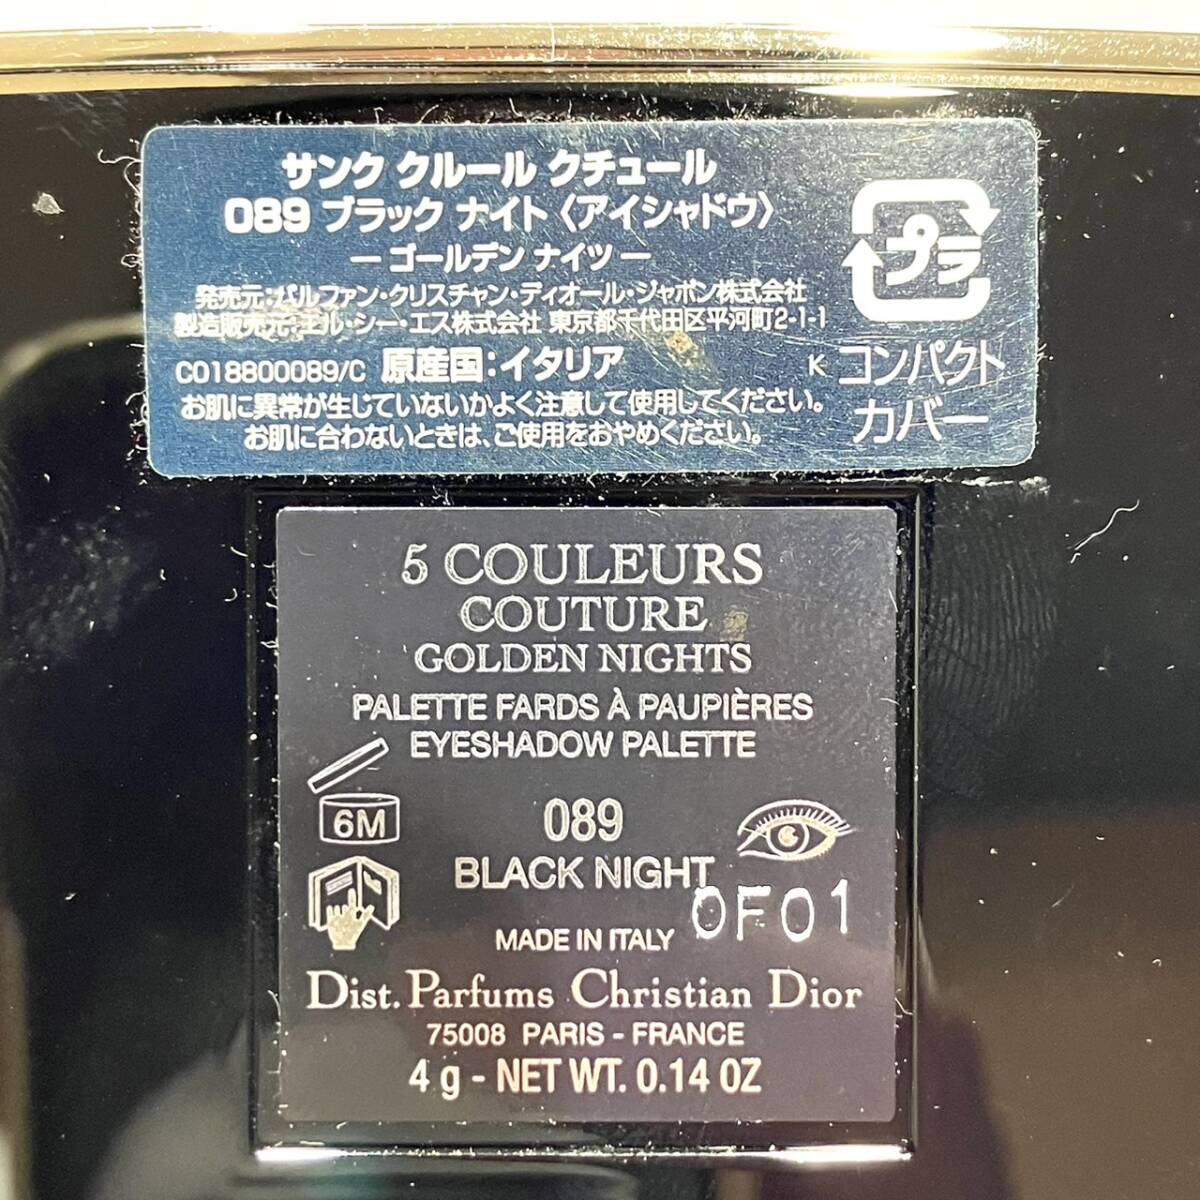 サンク クルール クチュール
089 ブラック ナイト〈アイシャドウ〉
－ ゴールデン ナイツ －
発売元：パルファン・クリスチャン・ディオール・ジャポン株式会社
製造販売元：エル・シー・エス株式会社 東京都千代田区平河町2-1-1
C018800089/C 原産国：イタリア
お肌に異常が生じていないかよく注意して使用してください。
お肌に合わないときは、ご使用をおやめください。
プラ
K コンパクト
カバー
5 COULEURS
COUTURE
GOLDEN NIGHTS
PALETTE FARDS À PAUPIÈRES
EYESHADOW PALETTE
6M
089
BLACK NIGHT
0F01
MADE IN ITALY
Dist. Parfums Christian Dior
75008 PARIS - FRANCE
4 g - NET WT. 0.14 OZ